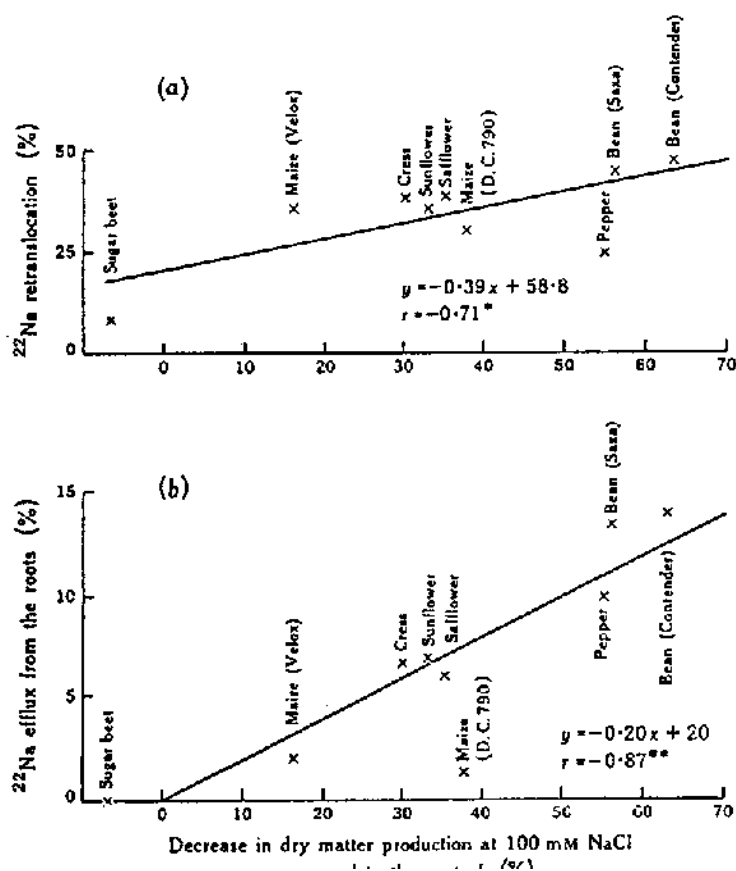 (a)
²²Na retranslocation (%)
50
25
0
Sugar beet
Maize (Velox)
Cress
Sunflower
Safflower
Maize
(D.C.790)
Pepper
Bean (Saxa)
Bean (Contender)
y = −0·39x + 58·8
r = −0·71*
0 10 20 30 40 50 60 70
(b)
²²Na efflux from the roots (%)
15
10
5
0
Sugar beet
Maize (Velox)
Cress
Sunflower
Safflower
Maize
(D.C.790)
Pepper
Bean (Saxa)
Bean (Contender)
y = −0·20x + 20
r = −0·87**
0 10 20 30 40 50 60 70
Decrease in dry matter production at 100 mM NaCl
(%)